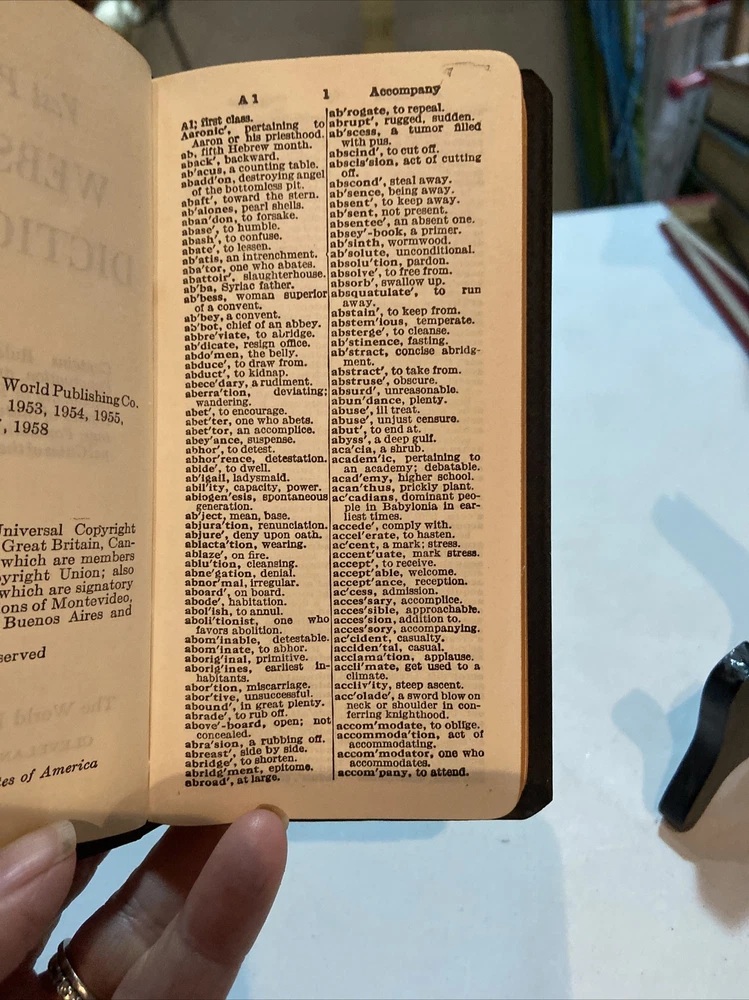 World Publishing Co.
1953, 1954, 1955,
, 1958
Universal Copyright
Great Britain, Can-
which are members
yright Union; also
which are signatory
ons of Montevideo,
Buenos Aires and
served
es of America
A 1 1 Accompany
A1; first class.
Aaronic', pertaining to
Aaron or his priesthood.
ab, fifth Hebrew month.
aback', backward.
ab'acus, a counting table.
abadd'on, destroying angel
of the bottomless pit.
abaft', toward the stern.
ab'alones, pearl shells.
aban'don, to forsake.
abase', to humble.
abash', to confuse.
abate', to lessen.
ab'atis, an intrenchment.
aba'tor, one who abates.
abattoir', slaughterhouse.
ab'ba, Syriac father.
ab'bess, woman superior
of a convent.
ab'bey, a convent.
ab'bot, chief of an abbey.
abbre'viate, to abridge.
ab'dicate, resign office.
abdo'men, the belly.
abduce', to draw from.
abduct', to kidnap.
abece'dary, a rudiment.
aberra'tion, deviating;
wandering.
abet', to encourage.
abet'ter, one who abets.
abet'tor, an accomplice.
abey'ance, suspense.
abhor', to detest.
abhor'rence, detestation.
abide', to dwell.
ab'igail, ladysmaid.
abil'ity, capacity, power.
abiogen'esis, spontaneous
generation.
ab'ject, mean, base.
abjura'tion, renunciation.
abjure', deny upon oath.
ablacta'tion, wearing.
ablaze', on fire.
ablu'tion, cleansing.
abne'gation, denial.
abnor'mal, irregular.
aboard', on board.
abode', habitation.
abol'ish, to annul.
aboli'tionist, one who
favors abolition.
abom'inable, detestable.
abom'inate, to abhor.
aborig'inal, primitive.
aborig'ines, earliest in-
habitants.
abor'tion, miscarriage.
abor'tive, unsuccessful.
abound', in great plenty.
abrade', to rub off.
above'-board, open; not
concealed.
abra'sion, a rubbing off.
abreast', side by side.
abridge', to shorten.
abridg'ment, epitome.
abroad', at large.
ab'rogate, to repeal.
abrupt', rugged, sudden.
ab'scess, a tumor filled
with pus.
abscind', to cut off.
abscis'sion, act of cutting
off.
abscond', steal away.
ab'sence, being away.
absent', to keep away.
ab'sent, not present.
absentee', an absent one.
absey'-book, a primer.
ab'sinth, wormwood.
ab'solute, unconditional.
absolu'tion, pardon.
absolve', to free from.
absorb', swallow up.
absquatulate', to run
away.
abstain', to keep from.
abstem'ious, temperate.
absterge', to cleanse.
ab'stinence, fasting.
ab'stract, concise abridg-
ment.
abstract', to take from.
abstruse', obscure.
absurd', unreasonable.
abun'dance, plenty.
abuse', ill treat.
abuse', unjust censure.
abut', to end at.
abyss', a deep gulf.
aca'cia, a shrub.
academ'ic, pertaining to
an academy; debatable.
acad'emy, higher school.
acan'thus, prickly plant.
ac'cadians, dominant peo-
ple in Babylonia in ear-
liest times.
accede', comply with.
accel'erate, to hasten.
ac'cent, a mark; stress.
accent'uate, mark stress.
accept', to receive.
accept'able, welcome.
accept'ance, reception.
ac'cess, admission.
acces'sary, accomplice.
acces'sible, approachable.
acces'sion, addition to.
acces'sory, accompanying.
ac'cident, casualty.
acciden'tal, casual.
acclama'tion, applause.
accli'mate, get used to a
climate.
accliv'ity, steep ascent.
acc'olade', a sword blow on
neck or shoulder in con-
ferring knighthood.
accom'modate, to oblige.
accommoda'tion, act of
accommodating.
accom'modator, one who
accommodates.
accom'pany, to attend.